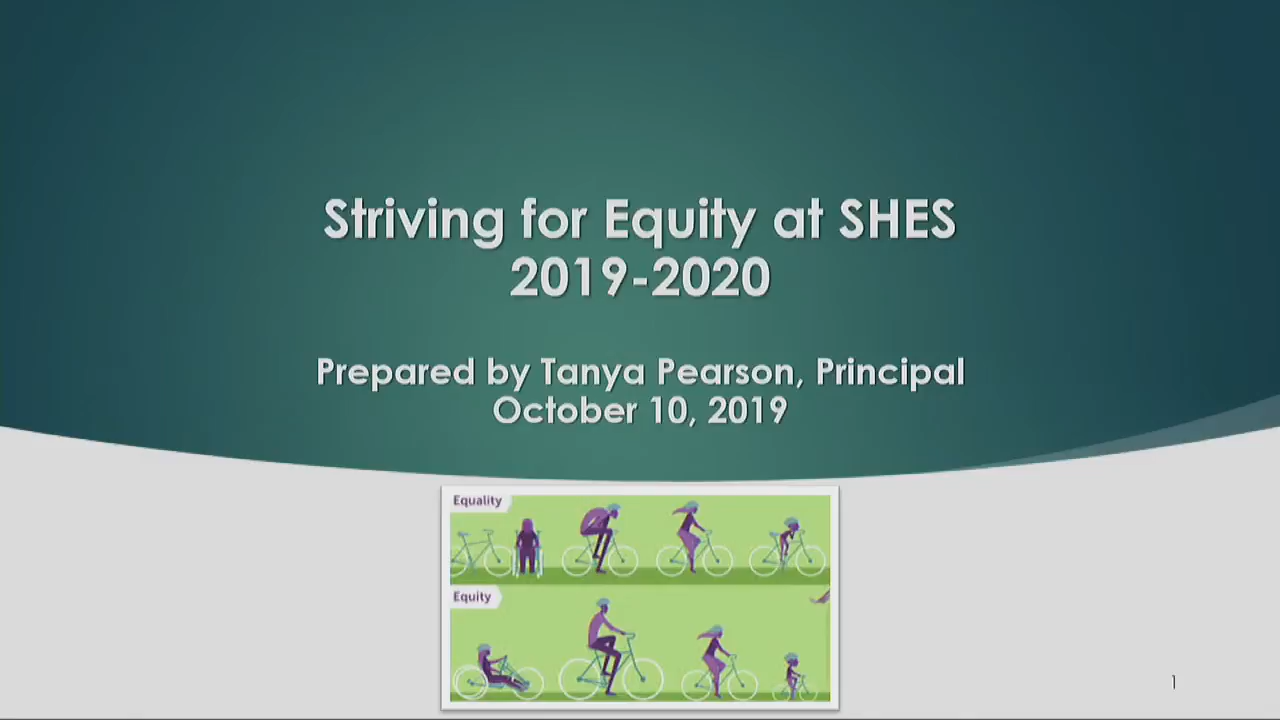 Striving for Equity at SHES
2019-2020
Prepared by Tanya Pearson, Principal
October 10, 2019
Equality
Equity
1